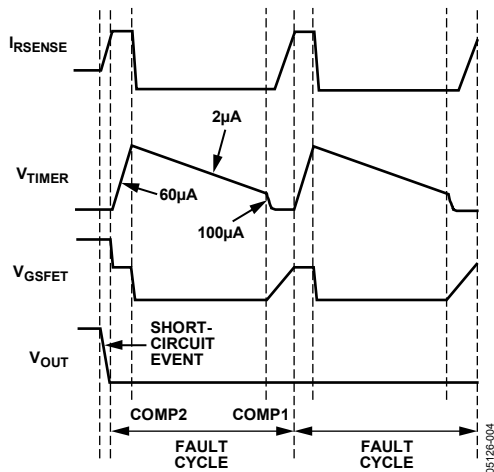 IRSENSE
2µA
VTIMER
60µA
100µA
VGSFET
SHORT-
CIRCUIT
EVENT
VOUT
COMP2
COMP1
FAULT
CYCLE
FAULT
CYCLE
05126-004